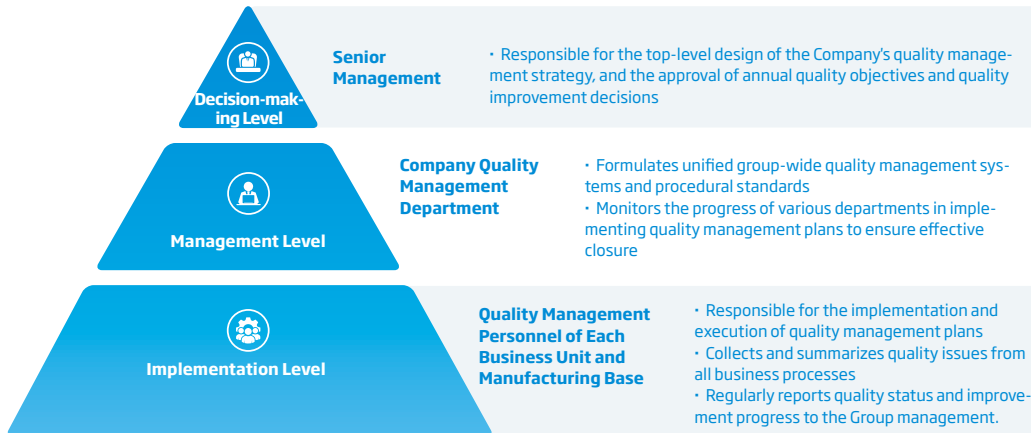 Decision-mak-
ing Level
Senior
Management
· Responsible for the top-level design of the Company's quality manage-
ment strategy, and the approval of annual quality objectives and quality
improvement decisions
Management Level
Company Quality
Management
Department
· Formulates unified group-wide quality management sys-
tems and procedural standards
· Monitors the progress of various departments in imple-
menting quality management plans to ensure effective
closure
Implementation Level
Quality Management
Personnel of Each
Business Unit and
Manufacturing Base
· Responsible for the implementation and
execution of quality management plans
· Collects and summarizes quality issues from
all business processes
· Regularly reports quality status and improve-
ment progress to the Group management.